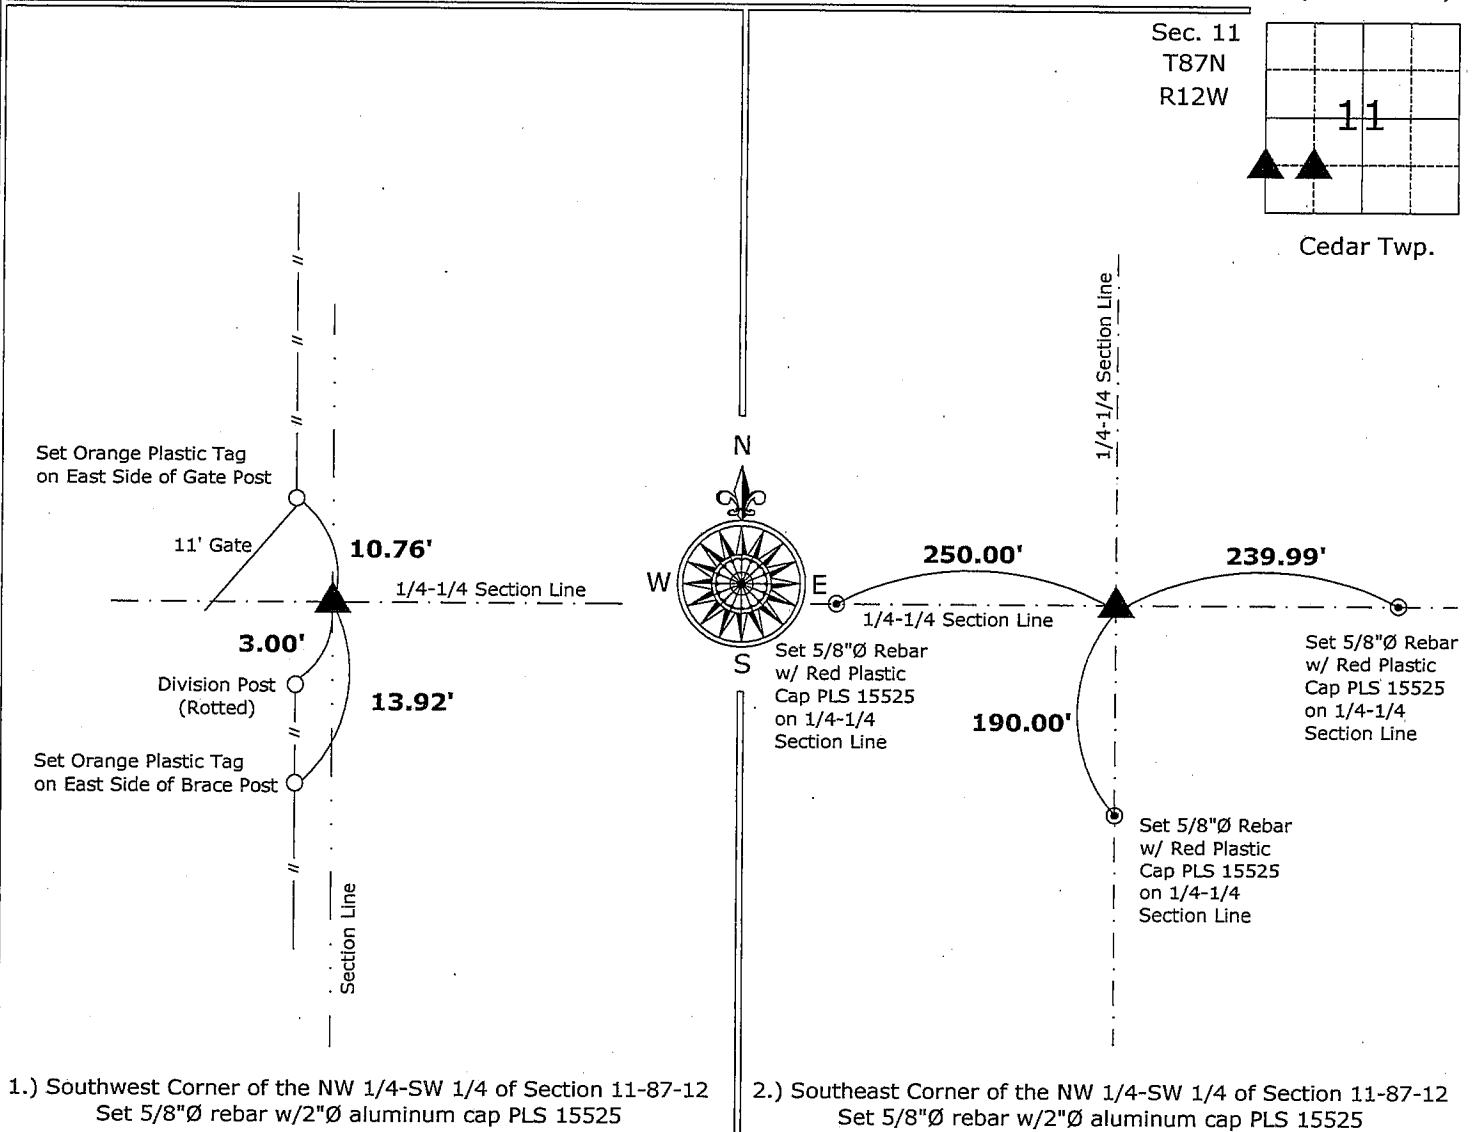 Sec. 11
T87N
R12W
11
Cedar Twp.
Set Orange Plastic Tag
on East Side of Gate Post
11' Gate
10.76'
1/4-1/4 Section Line
3.00'
Division Post
(Rotted)
13.92'
Set Orange Plastic Tag
on East Side of Brace Post
Section Line
N
W
E
S
1/4-1/4 Section Line
250.00'
239.99'
1/4-1/4 Section Line
Set 5/8"Ø Rebar
w/ Red Plastic
Cap PLS 15525
on 1/4-1/4
Section Line
190.00'
Set 5/8"Ø Rebar
w/ Red Plastic
Cap PLS 15525
on 1/4-1/4
Section Line
Set 5/8"Ø Rebar
w/ Red Plastic
Cap PLS 15525
on 1/4-1/4
Section Line
1.) Southwest Corner of the NW 1/4-SW 1/4 of Section 11-87-12
Set 5/8"Ø rebar w/2"Ø aluminum cap PLS 15525
2.) Southeast Corner of the NW 1/4-SW 1/4 of Section 11-87-12
Set 5/8"Ø rebar w/2"Ø aluminum cap PLS 15525